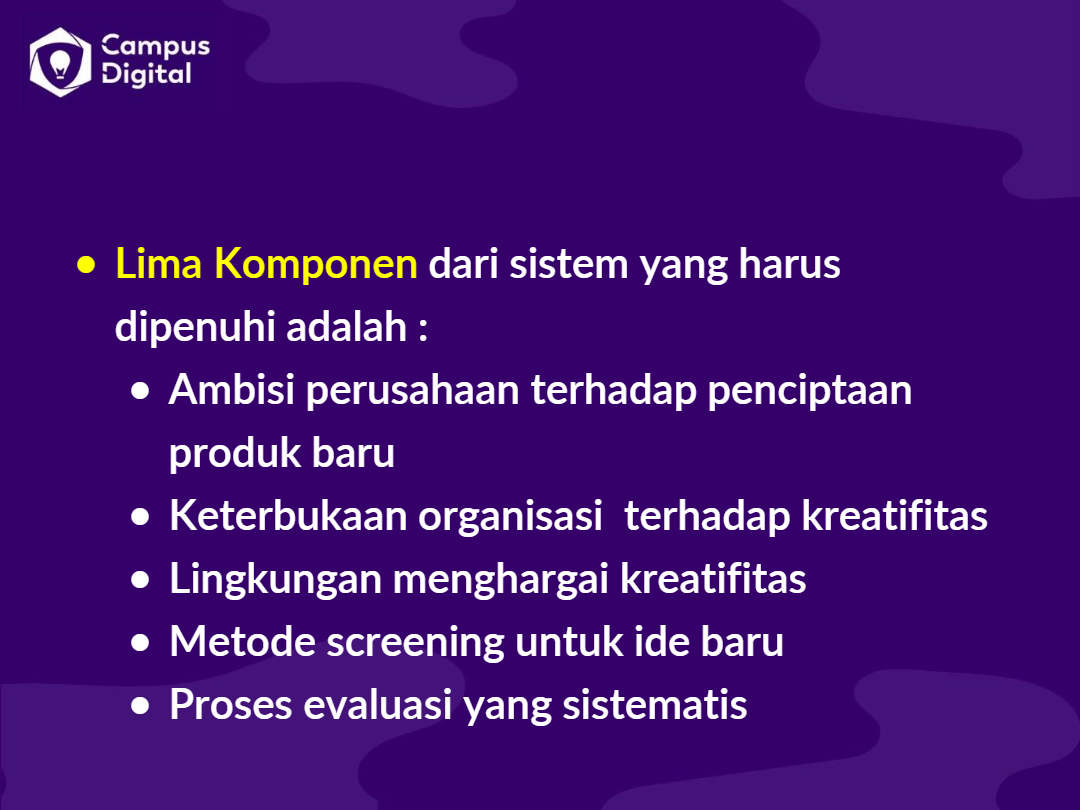 Campus
Digital
• Lima Komponen dari sistem yang harus
dipenuhi adalah :
• Ambisi perusahaan terhadap penciptaan
produk baru
• Keterbukaan organisasi  terhadap kreatifitas
• Lingkungan menghargai kreatifitas
• Metode screening untuk ide baru
• Proses evaluasi yang sistematis